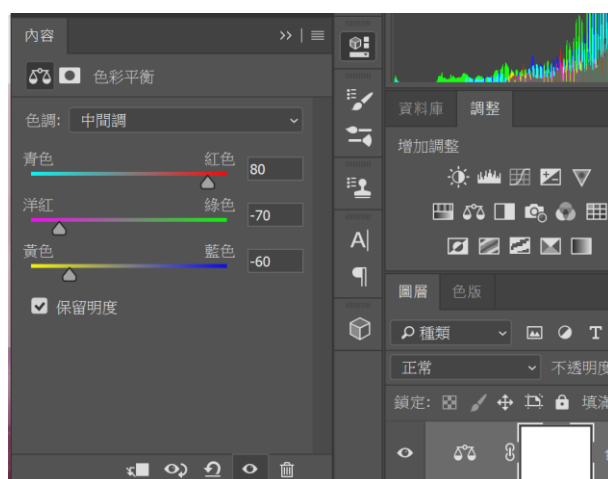 內容
色彩平衡
色調: 中間調
青色 紅色 80
洋紅 綠色 -70
黃色 藍色 -60
保留明度
資料庫 調整
增加調整
圖層 色版
種類
正常 不透明度
鎖定: 填滿